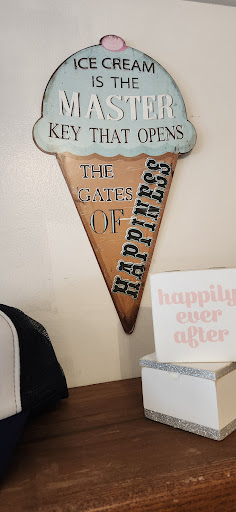 ICE CREAM
IS THE
MASTER
KEY THAT OPENS
THE
GATES
OF
HAPPINESS
happily
ever
after